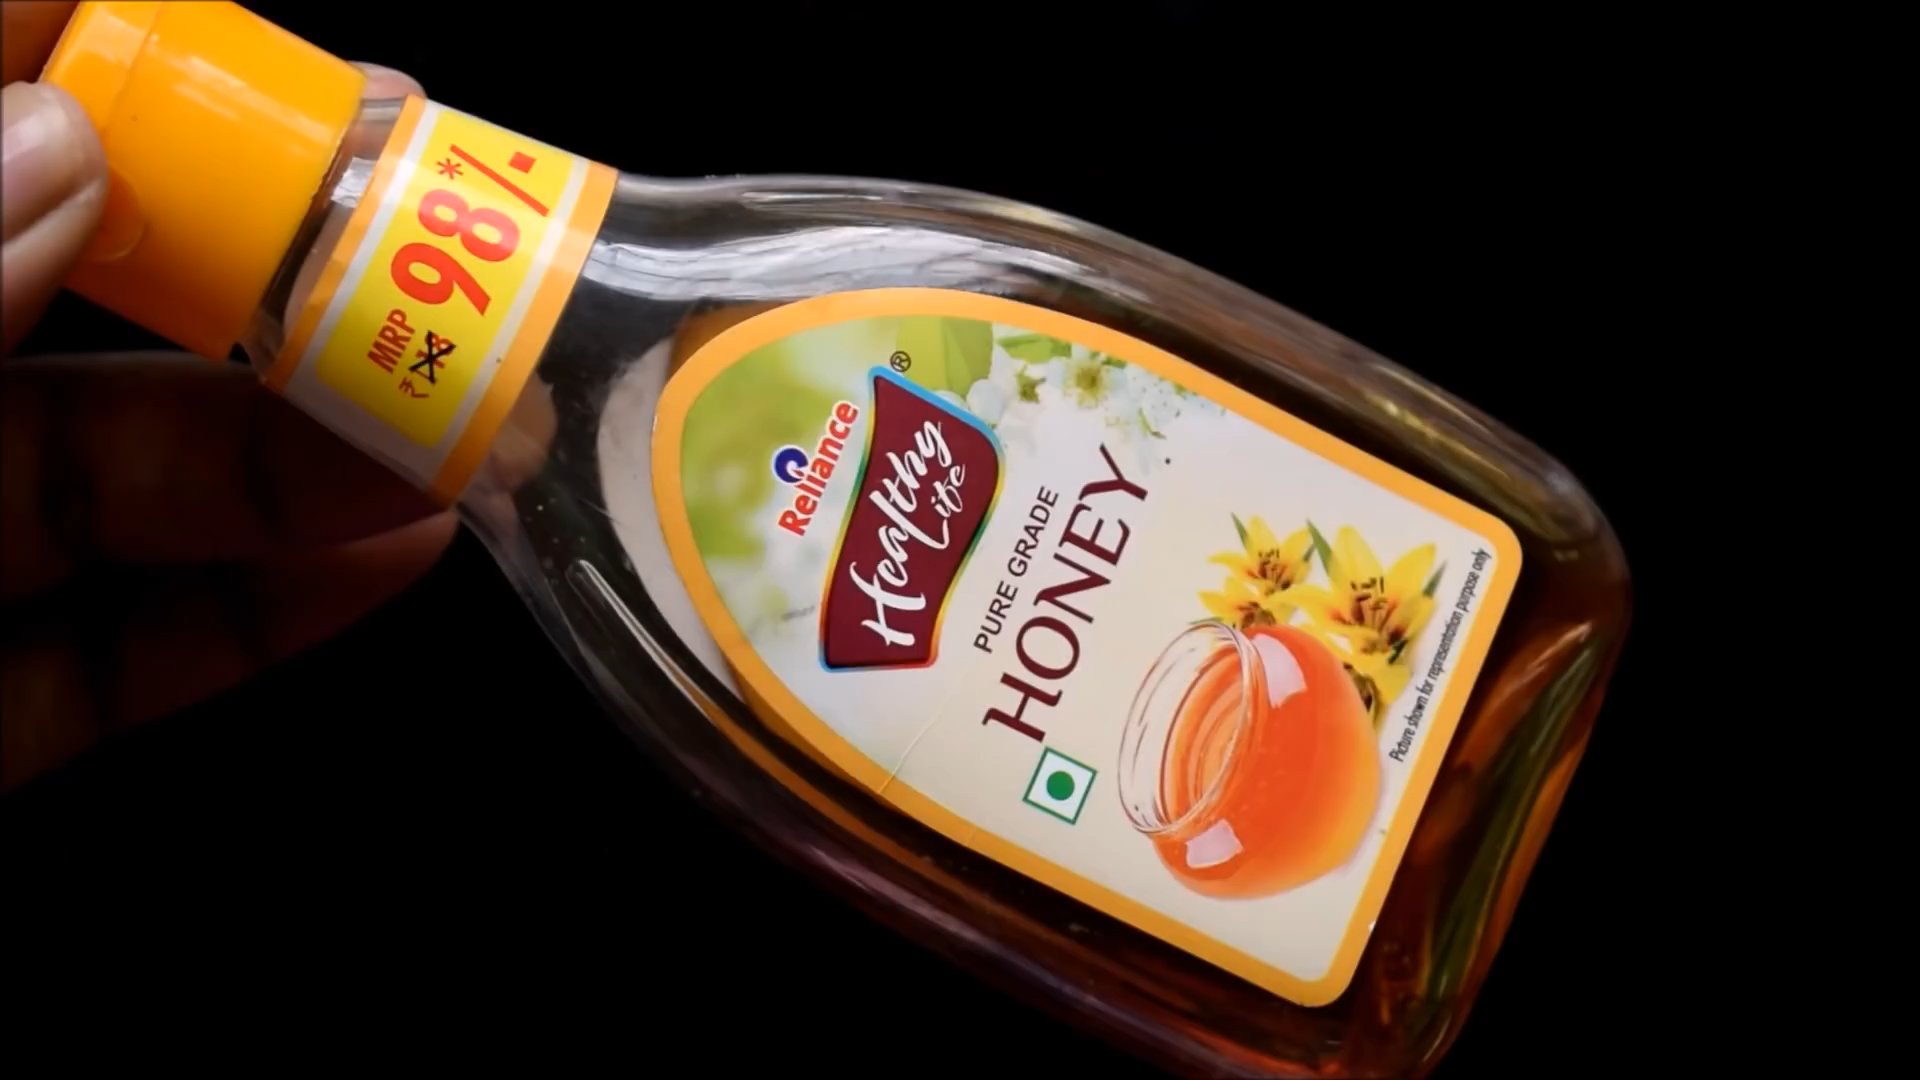 98*/-
MRP
Reliance
Healthy
Life
®
PURE GRADE
HONEY
Picture shown for representation purpose only